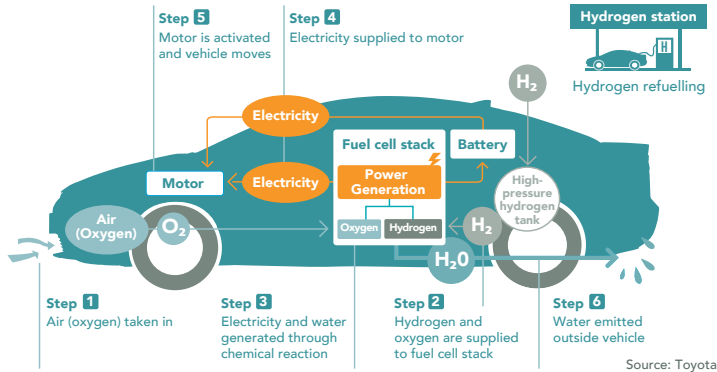 Step 5
Motor is activated
and vehicle moves
Step 4
Electricity supplied to motor
Hydrogen station
H
Hydrogen refuelling
H₂
Electricity
Fuel cell stack
Battery
Electricity
Power
Generation
Motor
High-
pressure
hydrogen
tank
Air
(Oxygen)
O₂
Oxygen
Hydrogen
H₂
H₂0
Step 1
Air (oxygen) taken in
Step 3
Electricity and water
generated through
chemical reaction
Step 2
Hydrogen and
oxygen are supplied
to fuel cell stack
Step 6
Water emitted
outside vehicle
Source: Toyota